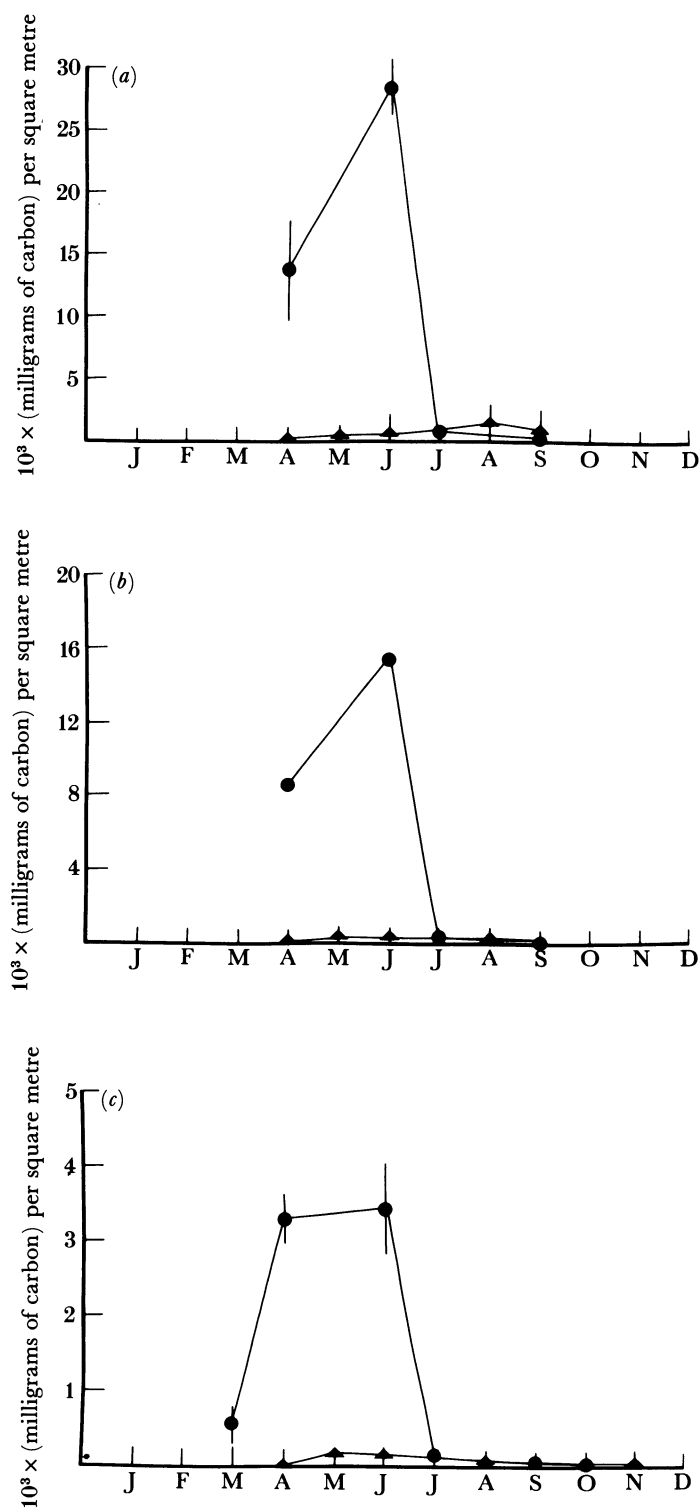 10³ × (milligrams of carbon) per square metre
(a)
30
25
20
15
10
5
J F M A M J J A S O N D
10³ × (milligrams of carbon) per square metre
(b)
20
16
12
8
4
J F M A M J J A S O N D
10³ × (milligrams of carbon) per square metre
(c)
5
4
3
2
1
J F M A M J J A S O N D